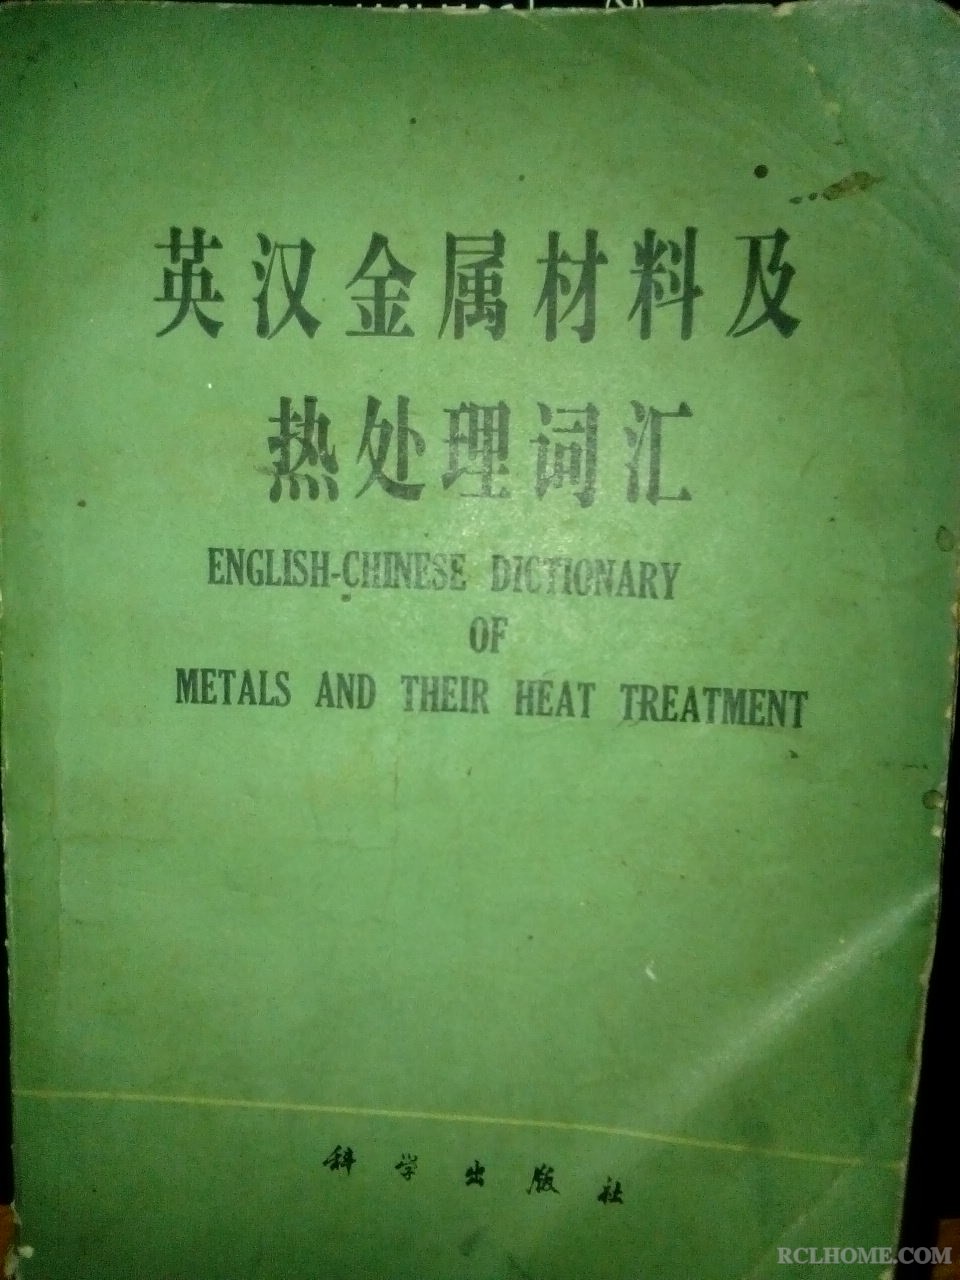 英汉金属材料及
热处理词汇
ENGLISH-CHINESE DICTIONARY
OF
METALS AND THEIR HEAT TREATMENT
科学出版社
RCLHOME.COM